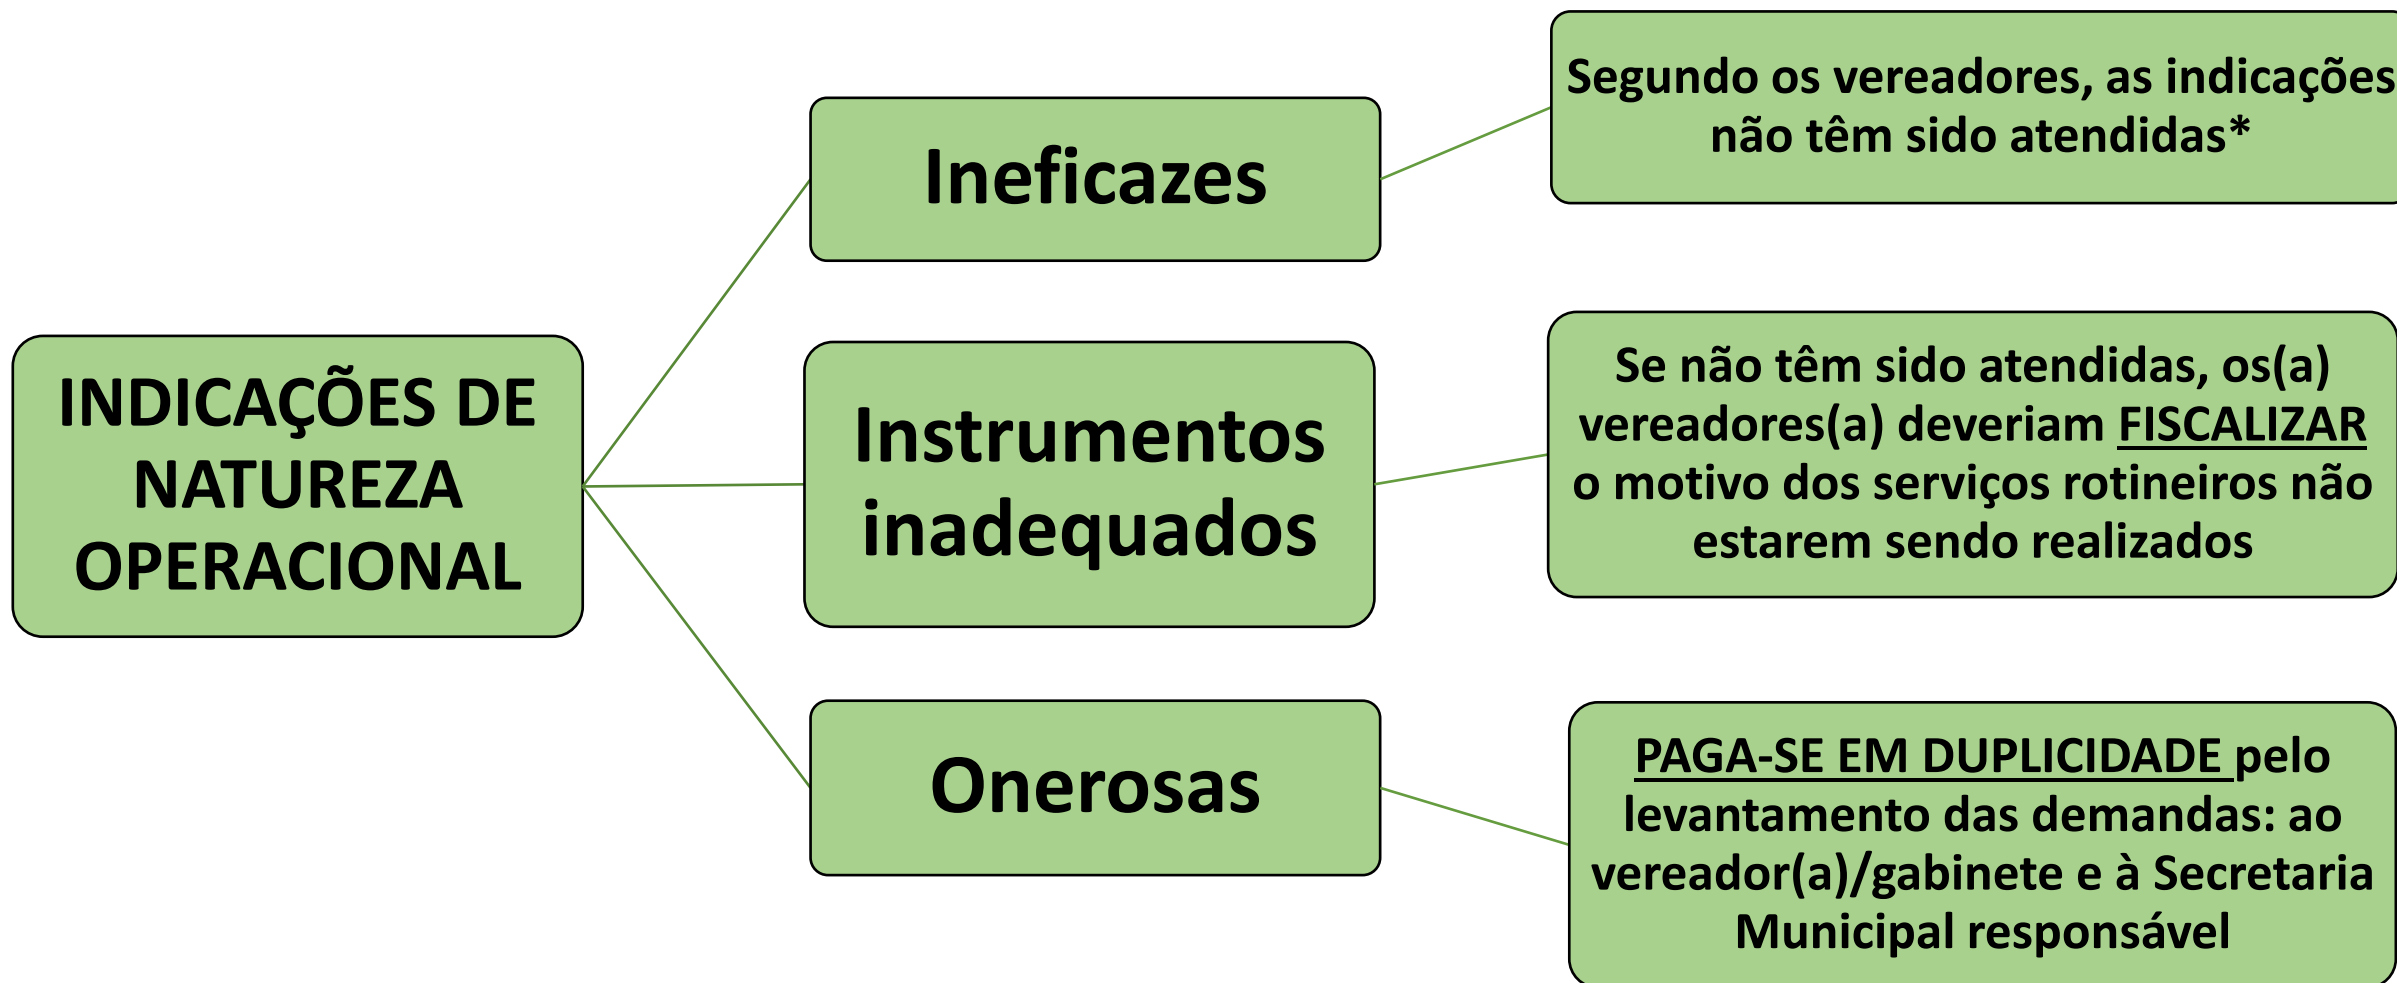 INDICAÇÕES DE
NATUREZA
OPERACIONAL
Ineficazes
Segundo os vereadores, as indicações
não têm sido atendidas*
Instrumentos
inadequados
Se não têm sido atendidas, os(a)
vereadores(a) deveriam FISCALIZAR
o motivo dos serviços rotineiros não
estarem sendo realizados
Onerosas
PAGA-SE EM DUPLICIDADE pelo
levantamento das demandas: ao
vereador(a)/gabinete e à Secretaria
Municipal responsável